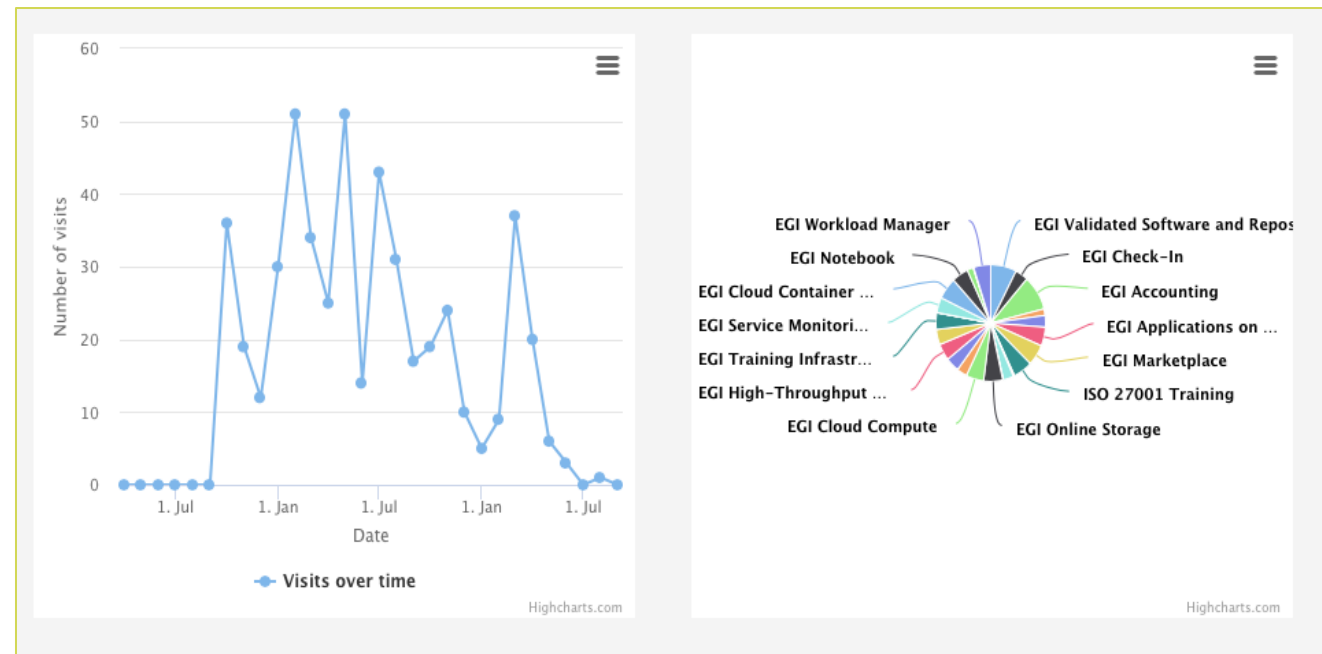 60
50
40
30
20
10
0
Number of visits
1. Jul
1. Jan
1. Jul
1. Jan
1. Jul
Date
Visits over time
Highcharts.com
EGI Workload Manager
EGI Validated Software and Repos
EGI Notebook
EGI Check-In
EGI Cloud Container ...
EGI Accounting
EGI Service Monitori...
EGI Applications on ...
EGI Training Infrastr...
EGI Marketplace
EGI High-Throughput ...
ISO 27001 Training
EGI Cloud Compute
EGI Online Storage
Highcharts.com